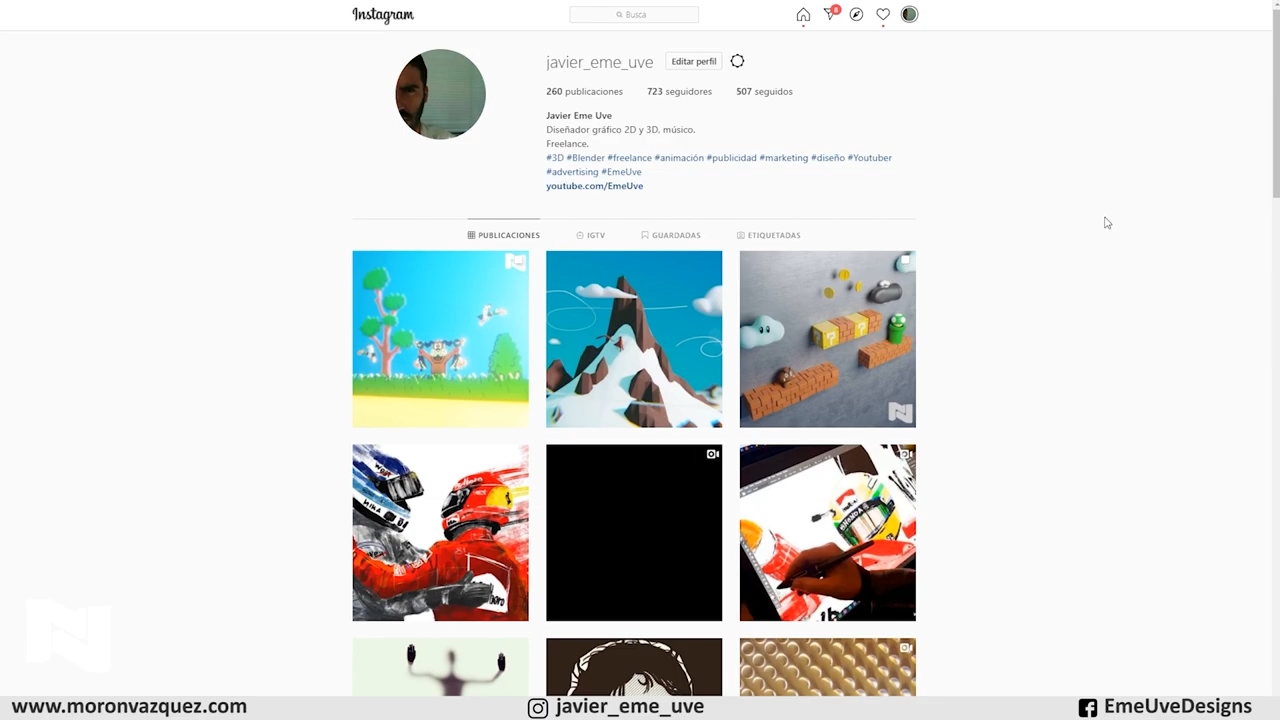 Instagram
Busca
8
javier_eme_uve
Editar perfil
260 publicaciones 723 seguidores 507 seguidos
Javier Eme Uve
Diseñador gráfico 2D y 3D, músico.
Freelance.
#3D #Blender #freelance #animación #publicidad #marketing #diseño #Youtuber
#advertising #EmeUve
youtube.com/EmeUve
PUBLICACIONES IGTV GUARDADAS ETIQUETADAS
MIKA
www.moronvazquez.com javier_eme_uve EmeUveDesigns